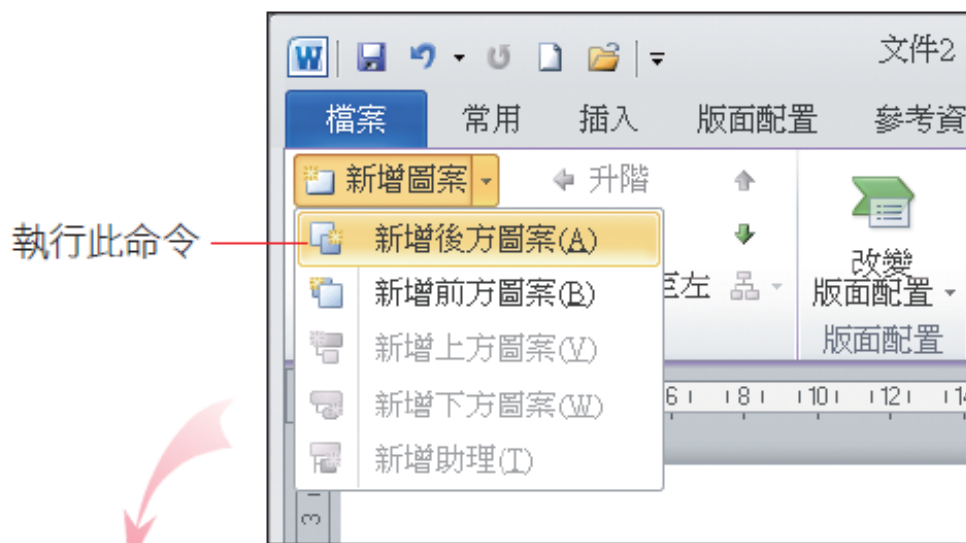 文件2
檔案 常用 插入 版面配置 參考資
新增圖案 升階
執行此命令
新增後方圖案(A)
新增前方圖案(B)
新增上方圖案(V)
新增下方圖案(W)
新增助理(T)
至左
改變
版面配置
版面配置
6 8 10 12 14
3